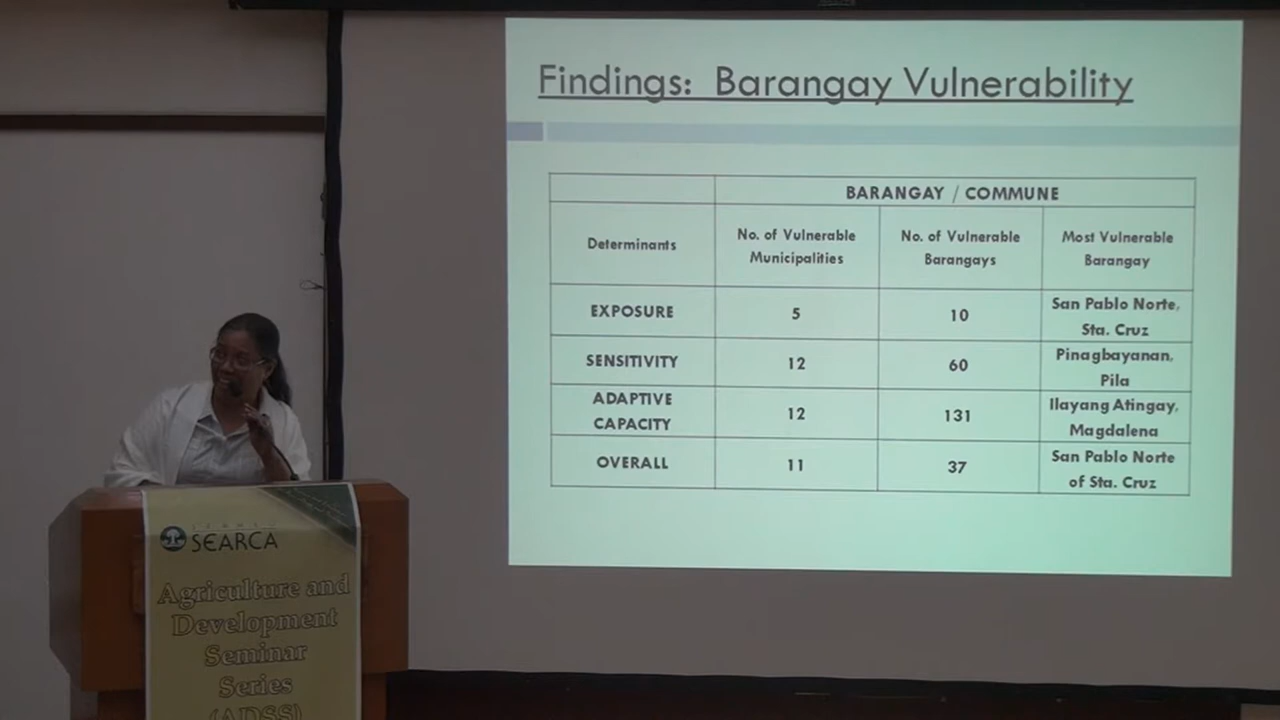 Findings: Barangay Vulnerability
BARANGAY / COMMUNE
Determinants
No. of Vulnerable
Municipalities
No. of Vulnerable
Barangays
Most Vulnerable
Barangay
EXPOSURE
5
10
San Pablo Norte,
Sta. Cruz
SENSITIVITY
12
60
Pinagbayanan,
Pila
ADAPTIVE
CAPACITY
12
131
Ilayang Atingay,
Magdalena
OVERALL
11
37
San Pablo Norte
of Sta. Cruz
SEARCA
Agriculture and
Development
Seminar
Series
(ADSS)